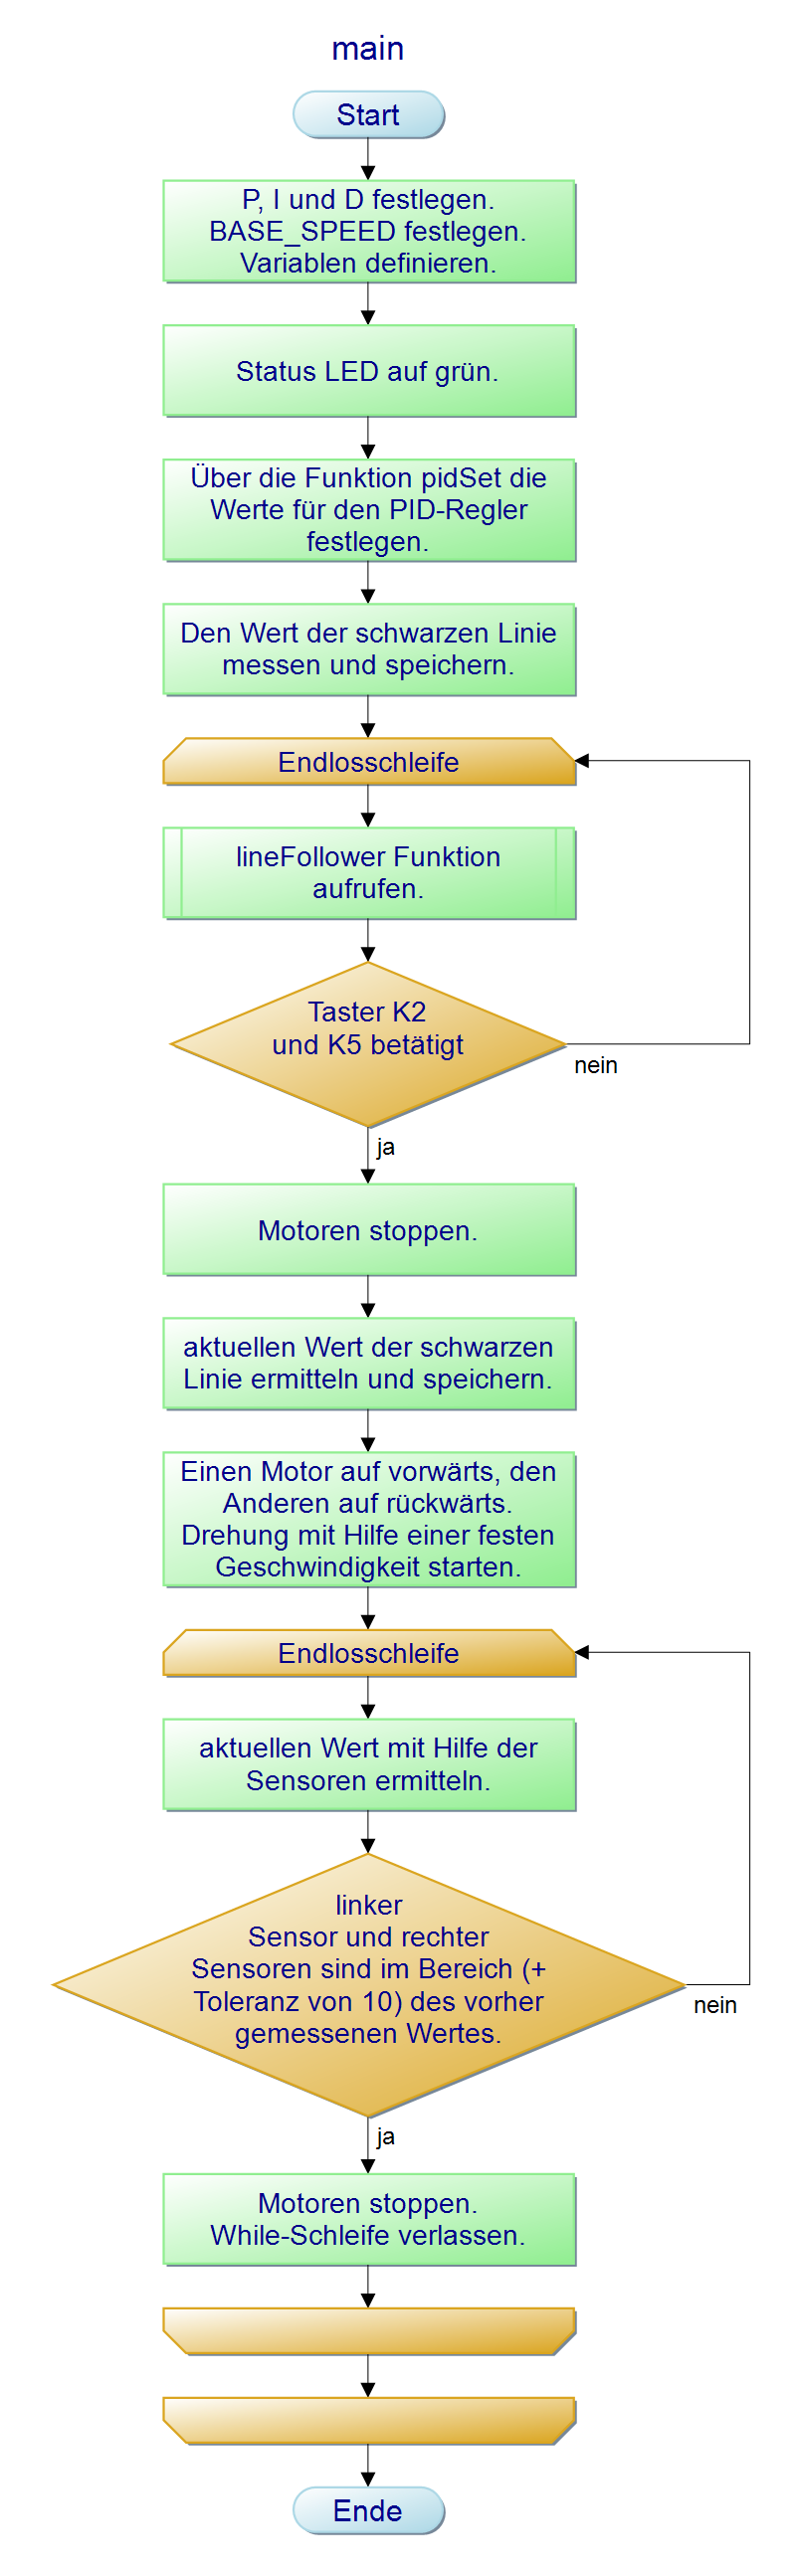 main
Start
P, I und D festlegen.
BASE_SPEED festlegen.
Variablen definieren.
Status LED auf grün.
Über die Funktion pidSet die
Werte für den PID-Regler
festlegen.
Den Wert der schwarzen Linie
messen und speichern.
Endlosschleife
lineFollower Funktion
aufrufen.
Taster K2
und K5 betätigt
nein
ja
Motoren stoppen.
aktuellen Wert der schwarzen
Linie ermitteln und speichern.
Einen Motor auf vorwärts, den
Anderen auf rückwärts.
Drehung mit Hilfe einer festen
Geschwindigkeit starten.
Endlosschleife
aktuellen Wert mit Hilfe der
Sensoren ermitteln.
linker
Sensor und rechter
Sensoren sind im Bereich (+
Toleranz von 10) des vorher
gemessenen Wertes.
nein
ja
Motoren stoppen.
While-Schleife verlassen.
Ende